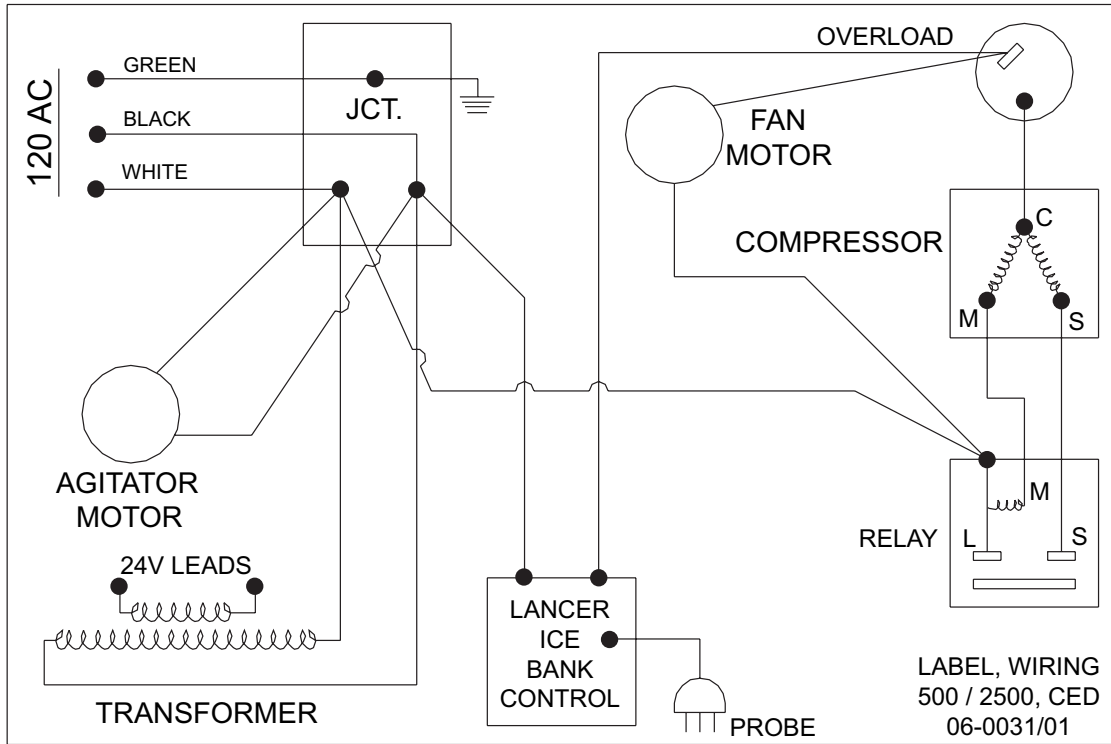 120 AC
GREEN
BLACK
WHITE
JCT.
OVERLOAD
FAN
MOTOR
COMPRESSOR
C
M
S
AGITATOR
MOTOR
24V LEADS
TRANSFORMER
LANCER
ICE
BANK
CONTROL
PROBE
RELAY
M
L
S
LABEL, WIRING
500 / 2500, CED
06-0031/01